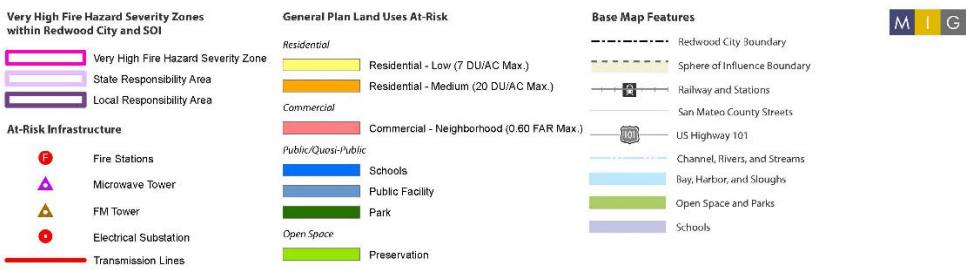 Very High Fire Hazard Severity Zones
within Redwood City and SOI
Very High Fire Hazard Severity Zone
State Responsibility Area
Local Responsibility Area
At-Risk Infrastructure
F
Fire Stations
Microwave Tower
FM Tower
Electrical Substation
Transmission Lines
General Plan Land Uses At-Risk
Residential
Residential - Low (7 DU/AC Max.)
Residential - Medium (20 DU/AC Max.)
Commercial
Commercial - Neighborhood (0.60 FAR Max.)
Public/Quasi-Public
Schools
Public Facility
Park
Open Space
Preservation
Base Map Features
Redwood City Boundary
Sphere of Influence Boundary
Railway and Stations
San Mateo County Streets
101
US Highway 101
Channel, Rivers, and Streams
Bay, Harbor, and Sloughs
Open Space and Parks
Schools
M I G